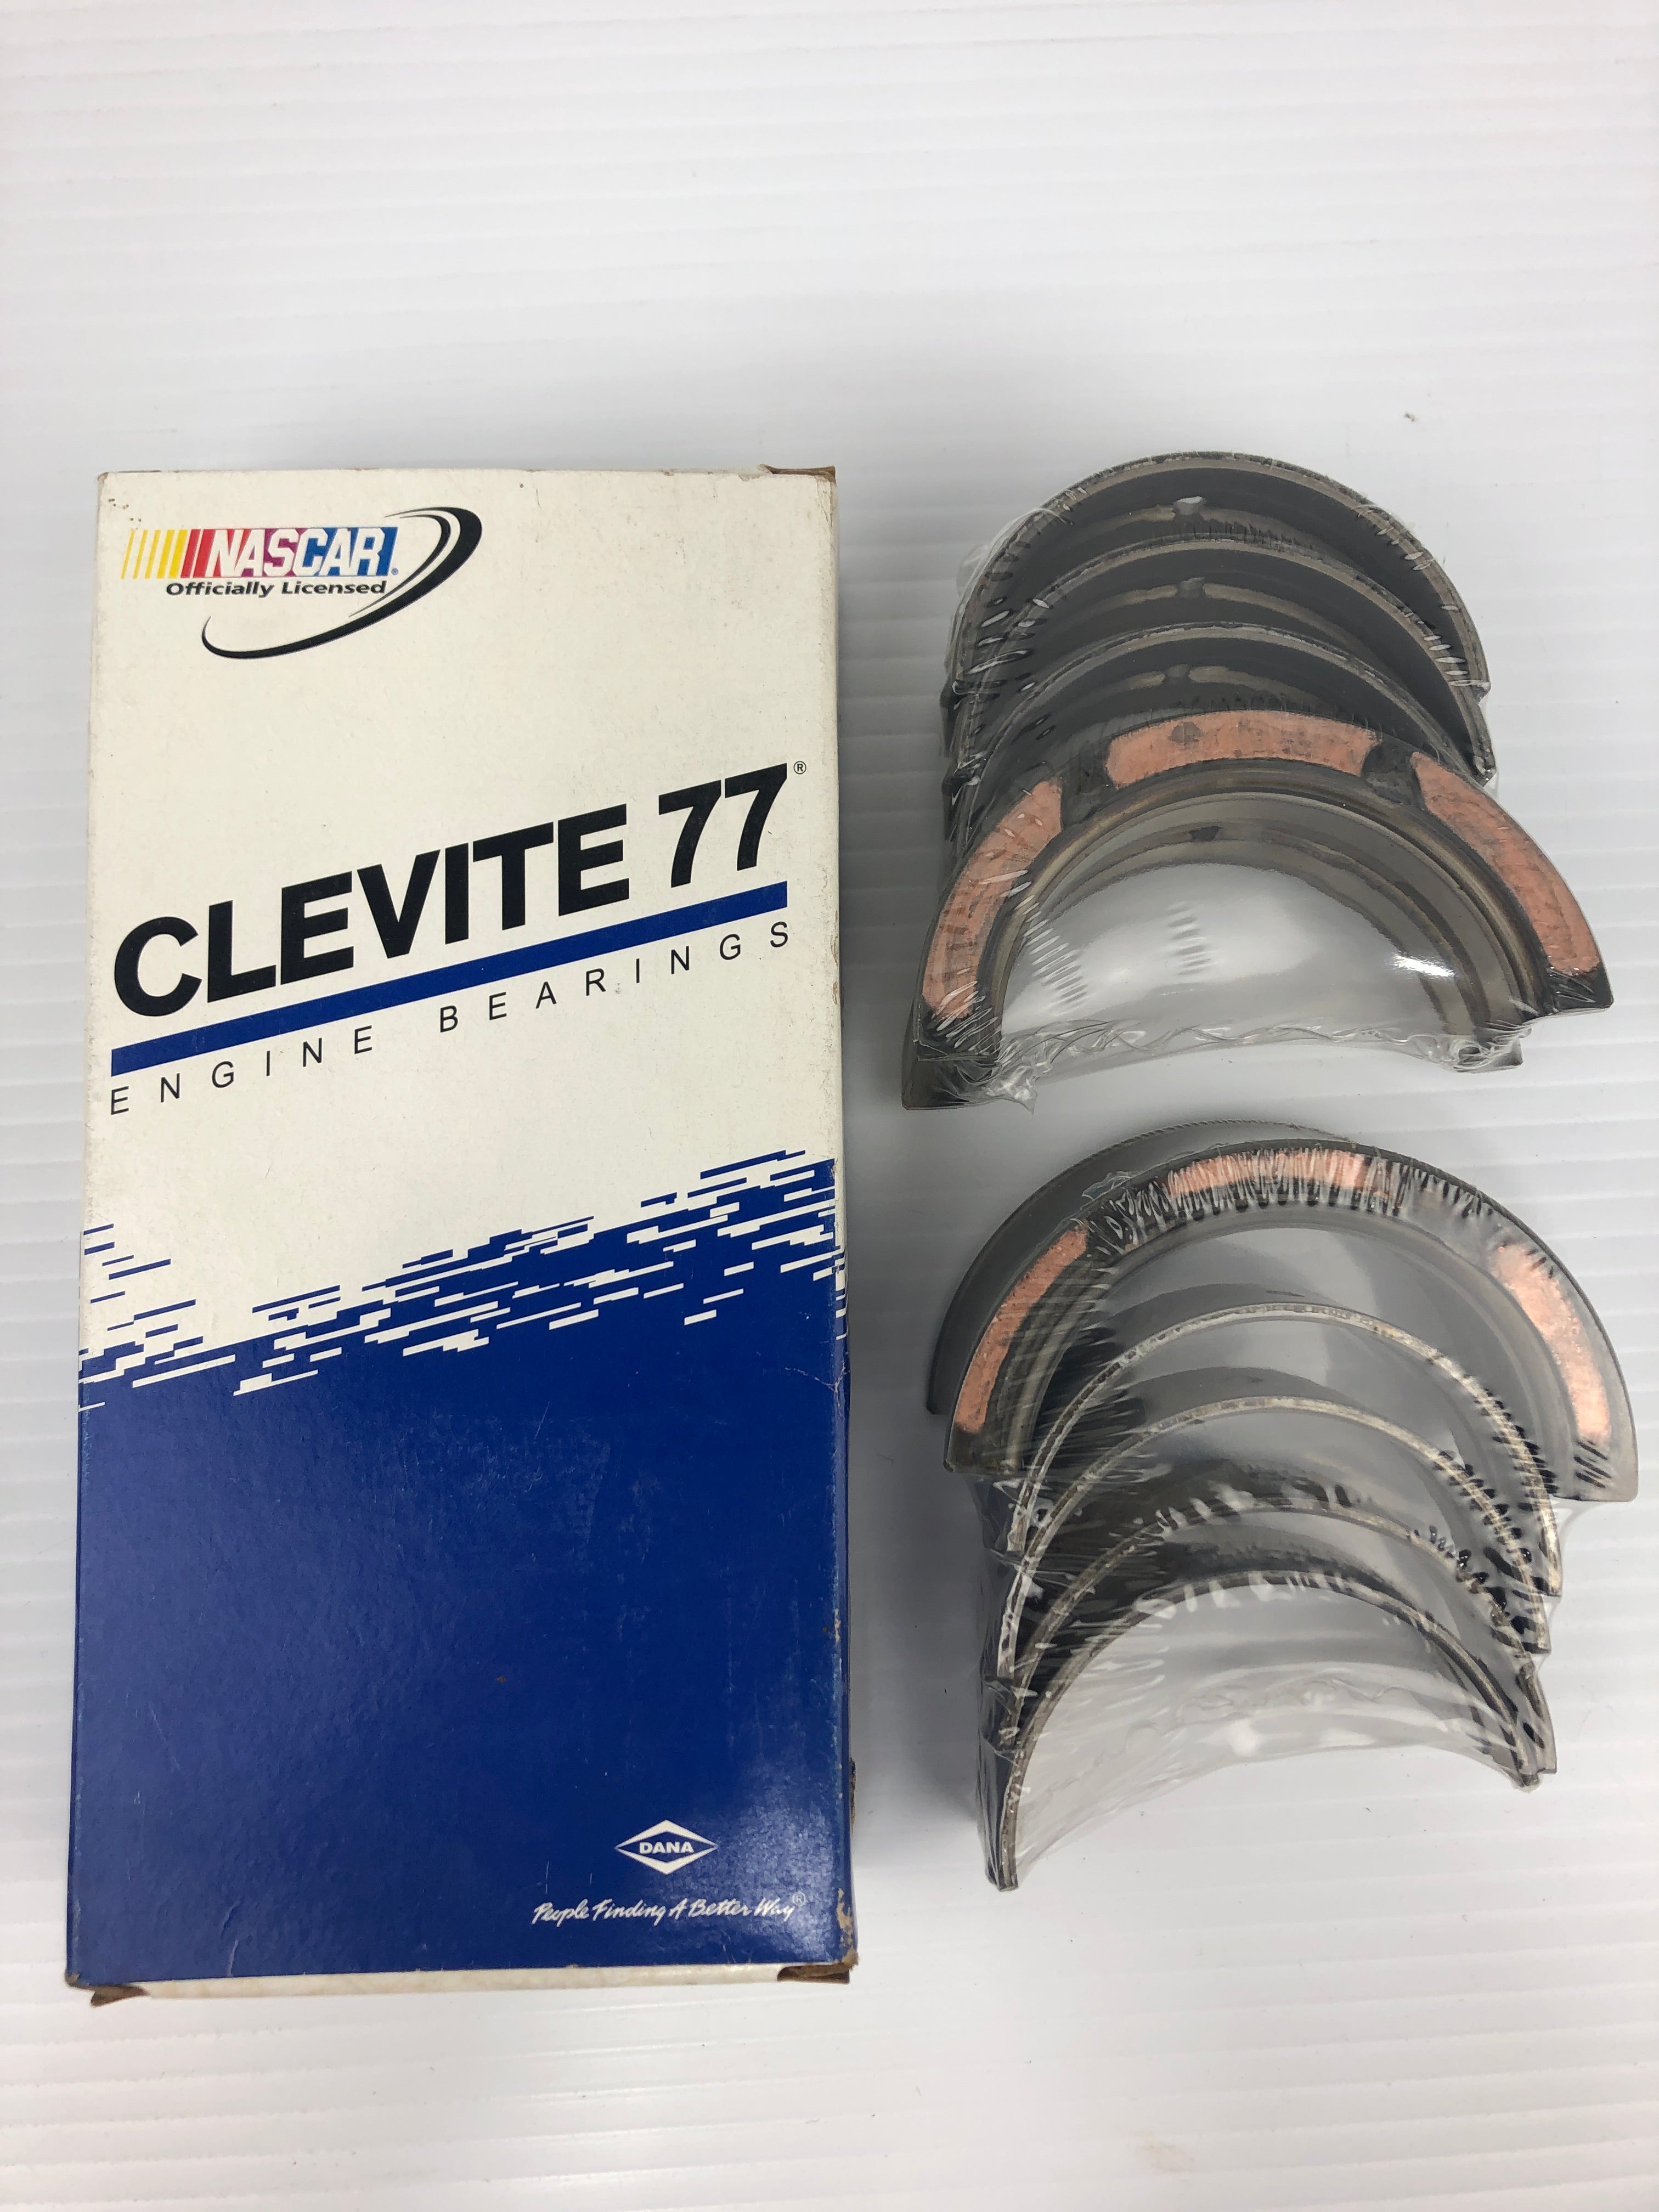 NASCAR®
Officially Licensed
CLEVITE 77®
ENGINE BEARINGS
DANA
People Finding A Better Way®